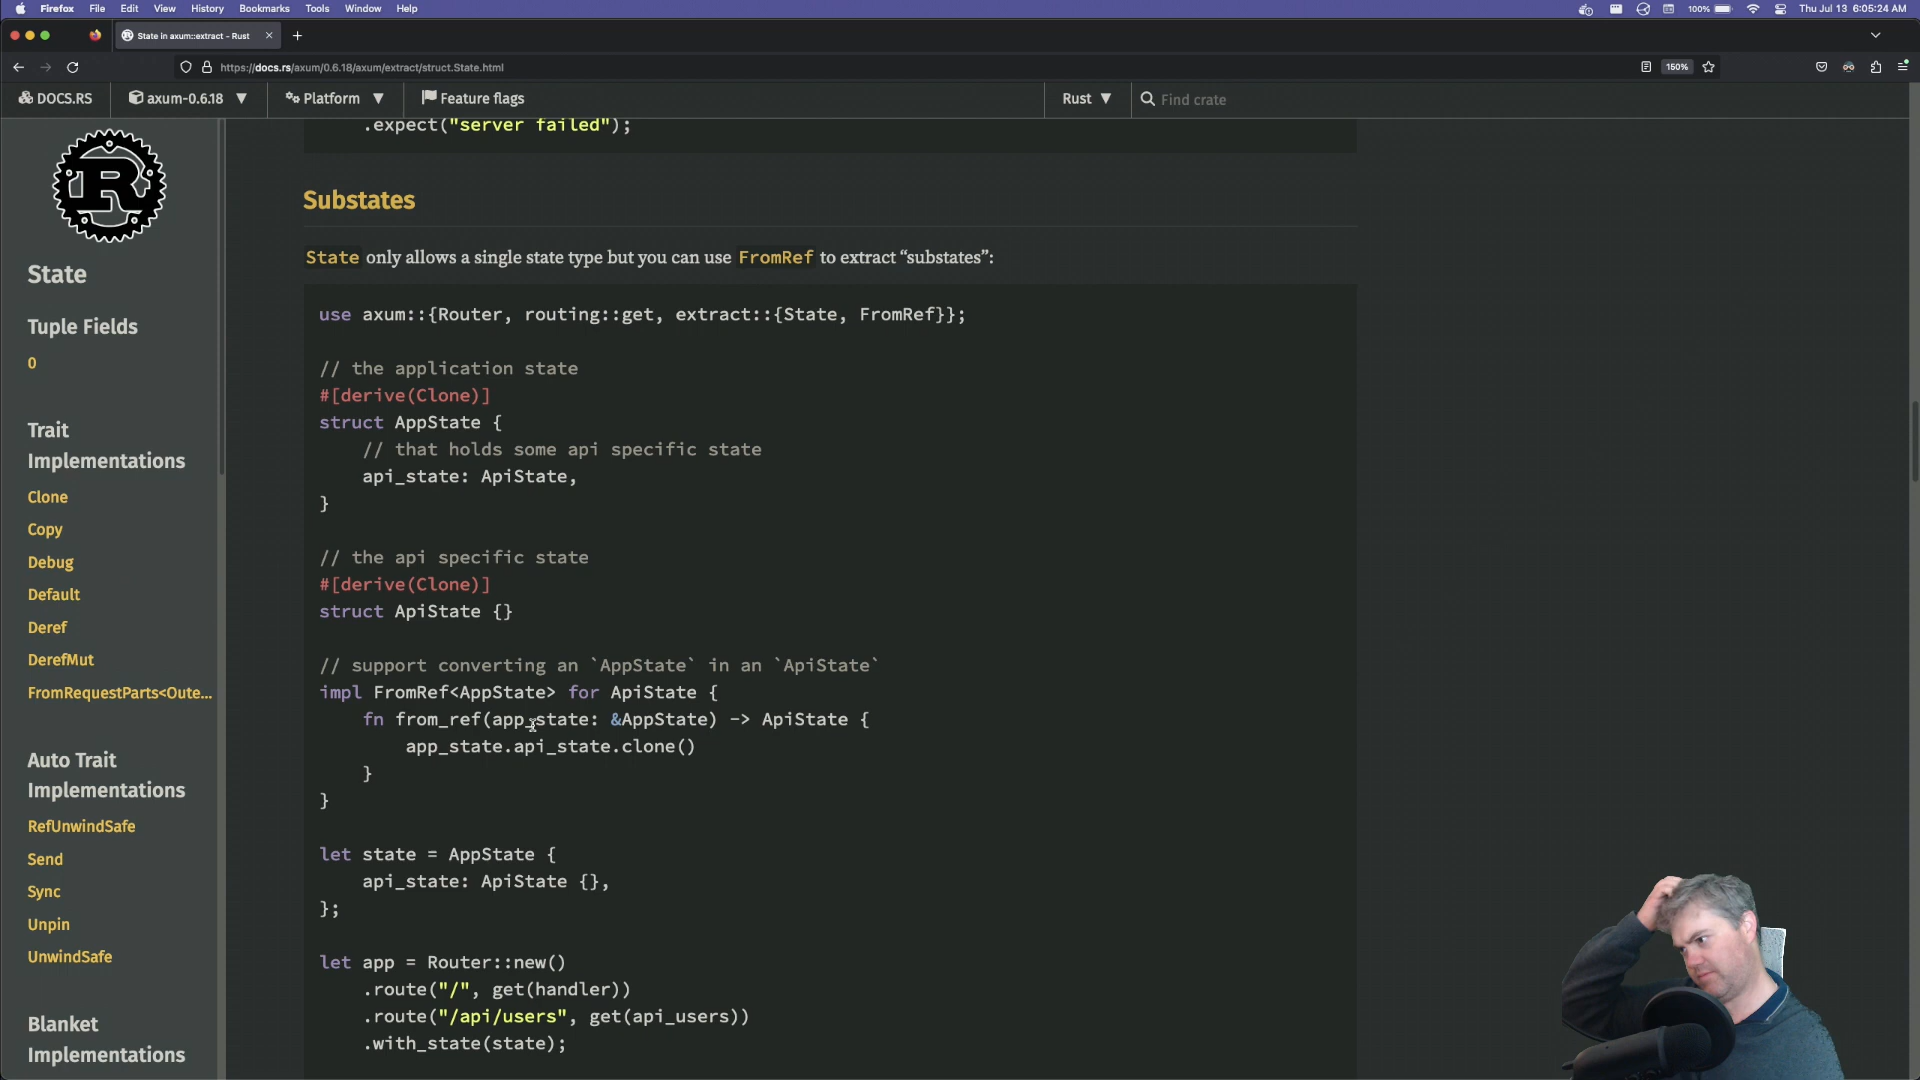 Firefox File Edit View History Bookmarks Tools Window Help 100% Thu Jul 13 6:05:24 AM
State in axum::extract - Rust
https://docs.rs/axum/0.6.18/axum/extract/struct.State.html 150%
DOCS.RS axum-0.6.18 Platform Feature flags Rust Find crate
State
Tuple Fields
0
Trait
Implementations
Clone
Copy
Debug
Default
Deref
DerefMut
FromRequestParts<Oute...
Auto Trait
Implementations
RefUnwindSafe
Send
Sync
Unpin
UnwindSafe
Blanket
Implementations
.expect("server failed");
Substates
State only allows a single state type but you can use FromRef to extract “substates”:
use axum::{Router, routing::get, extract::{State, FromRef}};
// the application state
#[derive(Clone)]
struct AppState {
// that holds some api specific state
api_state: ApiState,
}
// the api specific state
#[derive(Clone)]
struct ApiState {}
// support converting an `AppState` in an `ApiState`
impl FromRef<AppState> for ApiState {
fn from_ref(app_state: &AppState) -> ApiState {
app_state.api_state.clone()
}
}
let state = AppState {
api_state: ApiState {},
};
let app = Router::new()
.route("/", get(handler))
.route("/api/users", get(api_users))
.with_state(state);